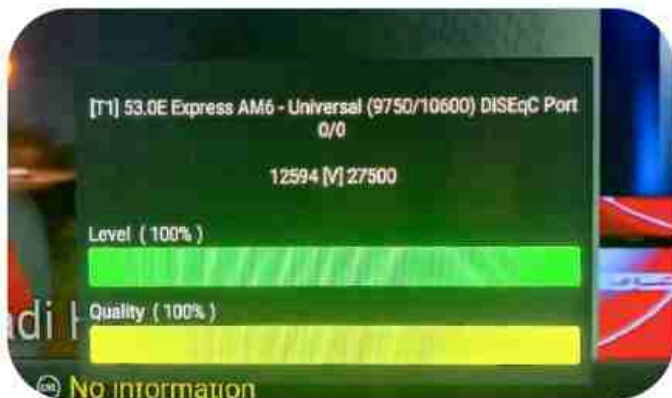 [T1] 53.0E Express AM6 - Universal (9750/10600) DiSEqC Port
0/0
12594 [V] 27500
Level ( 100% )
Quality ( 100% )
adi H
No information